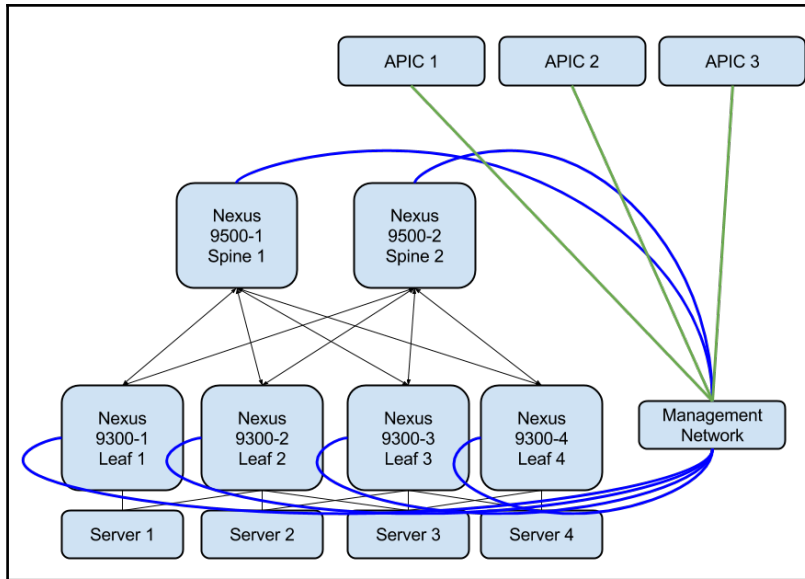 APIC 1
APIC 2
APIC 3
Nexus
9500-1
Spine 1
Nexus
9500-2
Spine 2
Nexus
9300-1
Leaf 1
Nexus
9300-2
Leaf 2
Nexus
9300-3
Leaf 3
Nexus
9300-4
Leaf 4
Management
Network
Server 1
Server 2
Server 3
Server 4